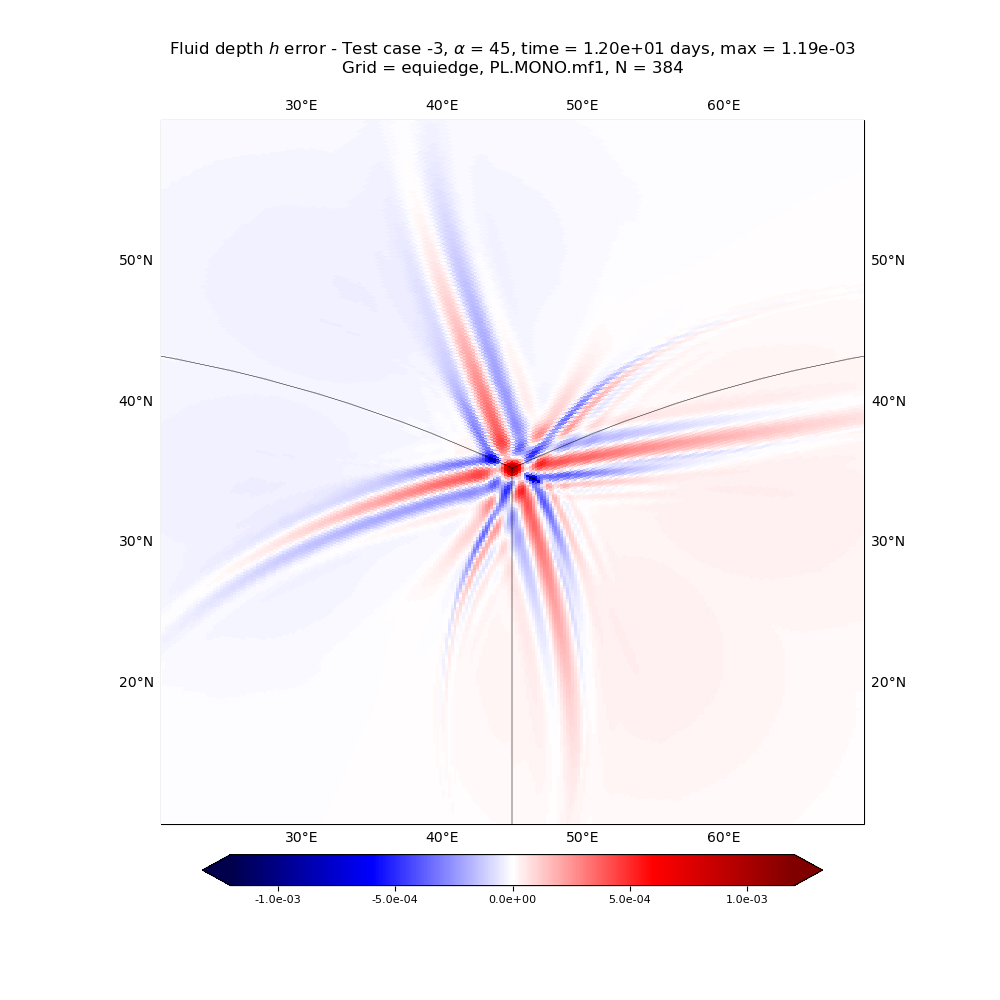 Fluid depth h error - Test case -3, α = 45, time = 1.20e+01 days, max = 1.19e-03
Grid = equiedge, PL.MONO.mf1, N = 384
30°E 40°E 50°E 60°E
50°N 50°N
40°N 40°N
30°N 30°N
20°N 20°N
30°E 40°E 50°E 60°E
-1.0e-03 -5.0e-04 0.0e+00 5.0e-04 1.0e-03